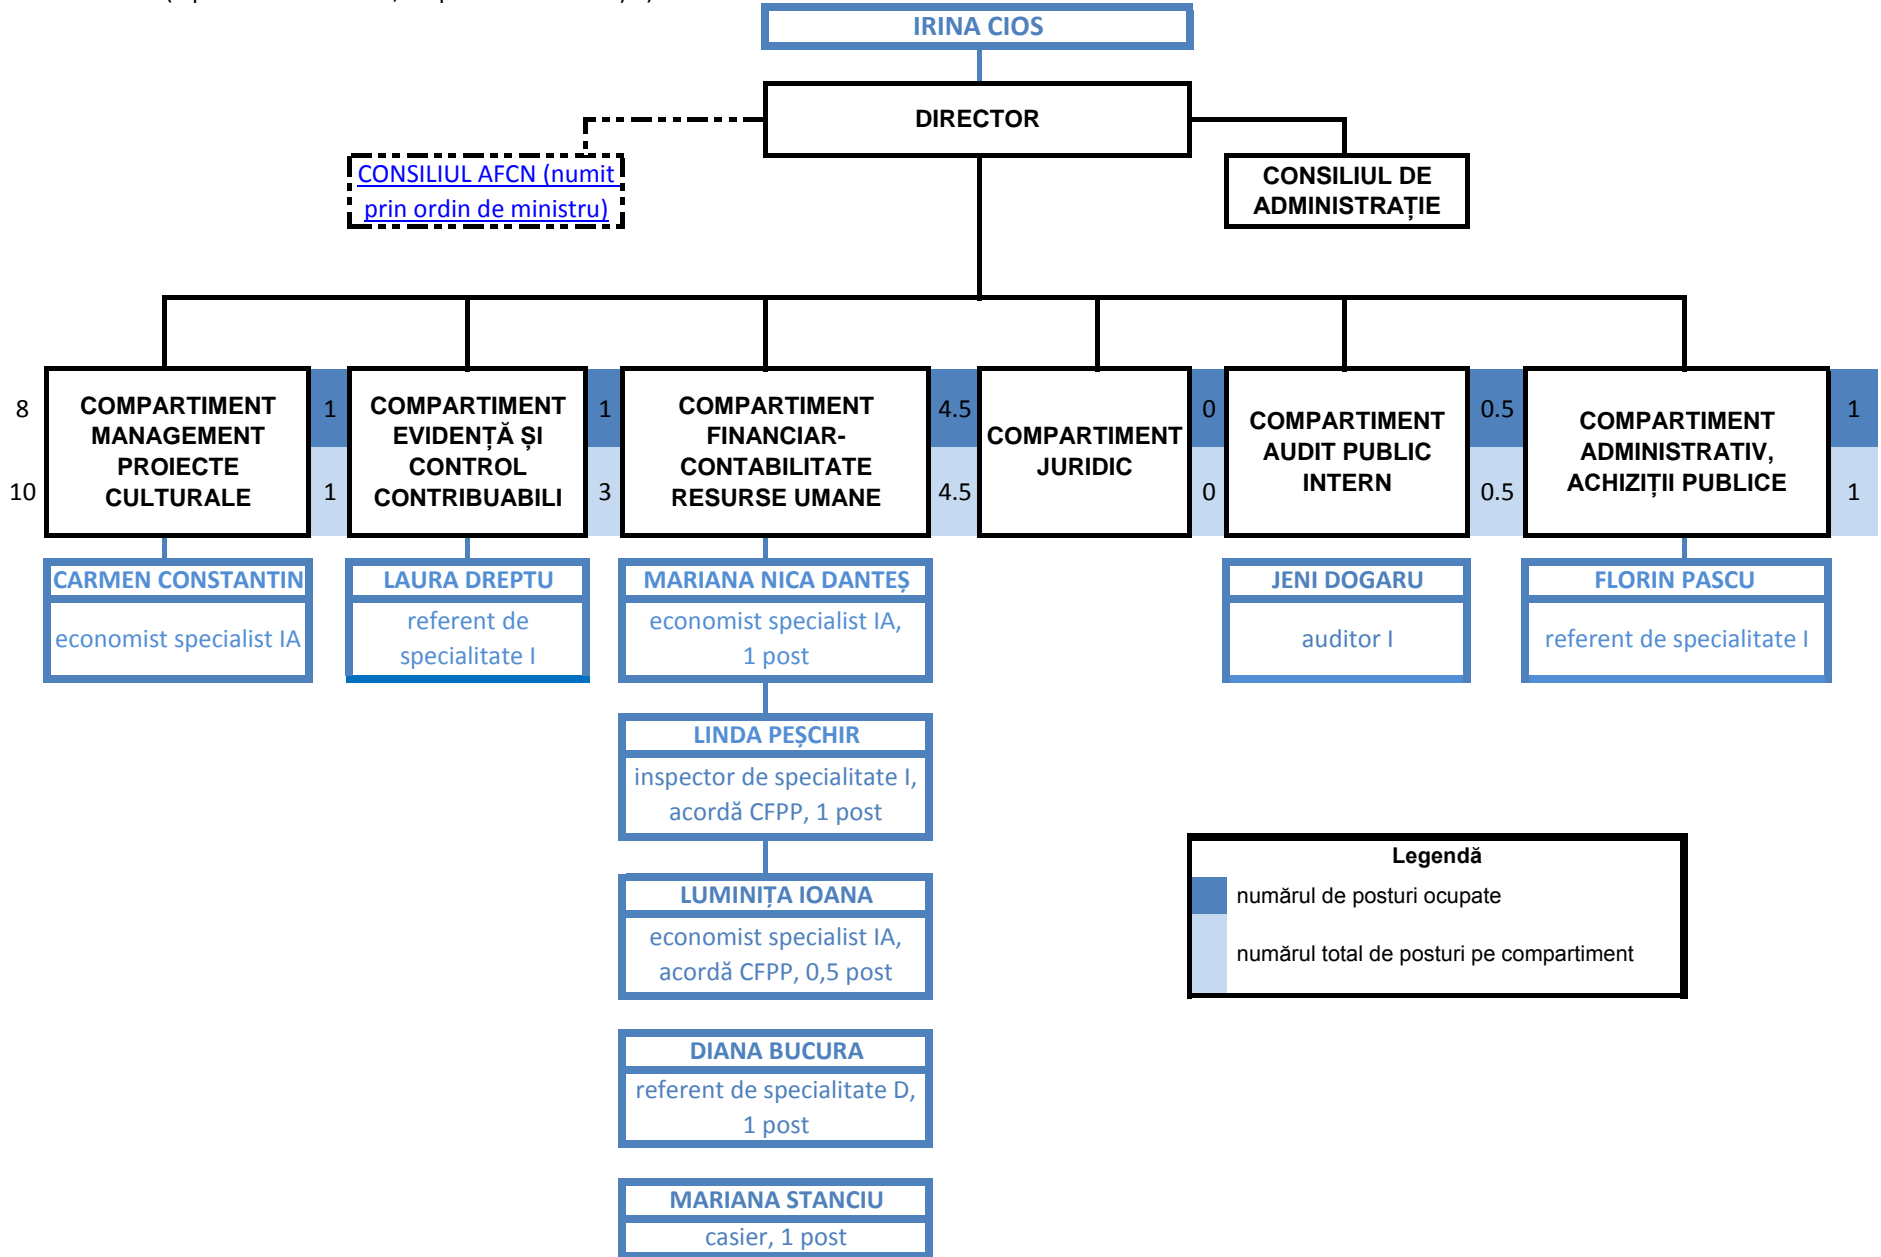 IRINA CIOS
DIRECTOR
CONSILIUL AFCN (numit
prin ordin de ministru)
CONSILIUL DE
ADMINISTRAȚIE
8
10
COMPARTIMENT
MANAGEMENT
PROIECTE
CULTURALE
1
1
COMPARTIMENT
EVIDENȚĂ ȘI
CONTROL
CONTRIBUABILI
1
3
COMPARTIMENT
FINANCIAR-
CONTABILITATE
RESURSE UMANE
4.5
4.5
COMPARTIMENT
JURIDIC
0
0
COMPARTIMENT
AUDIT PUBLIC
INTERN
0.5
0.5
COMPARTIMENT
ADMINISTRATIV,
ACHIZIȚII PUBLICE
1
1
CARMEN CONSTANTIN
economist specialist IA
LAURA DREPTU
referent de
specialitate I
MARIANA NICA DANTEȘ
economist specialist IA,
1 post
JENI DOGARU
auditor I
FLORIN PASCU
referent de specialitate I
LINDA PEȘCHIR
inspector de specialitate I,
acordă CFPP, 1 post
LUMINIȚA IOANA
economist specialist IA,
acordă CFPP, 0,5 post
DIANA BUCURA
referent de specialitate D,
1 post
MARIANA STANCIU
casier, 1 post
Legendă
numărul de posturi ocupate
numărul total de posturi pe compartiment